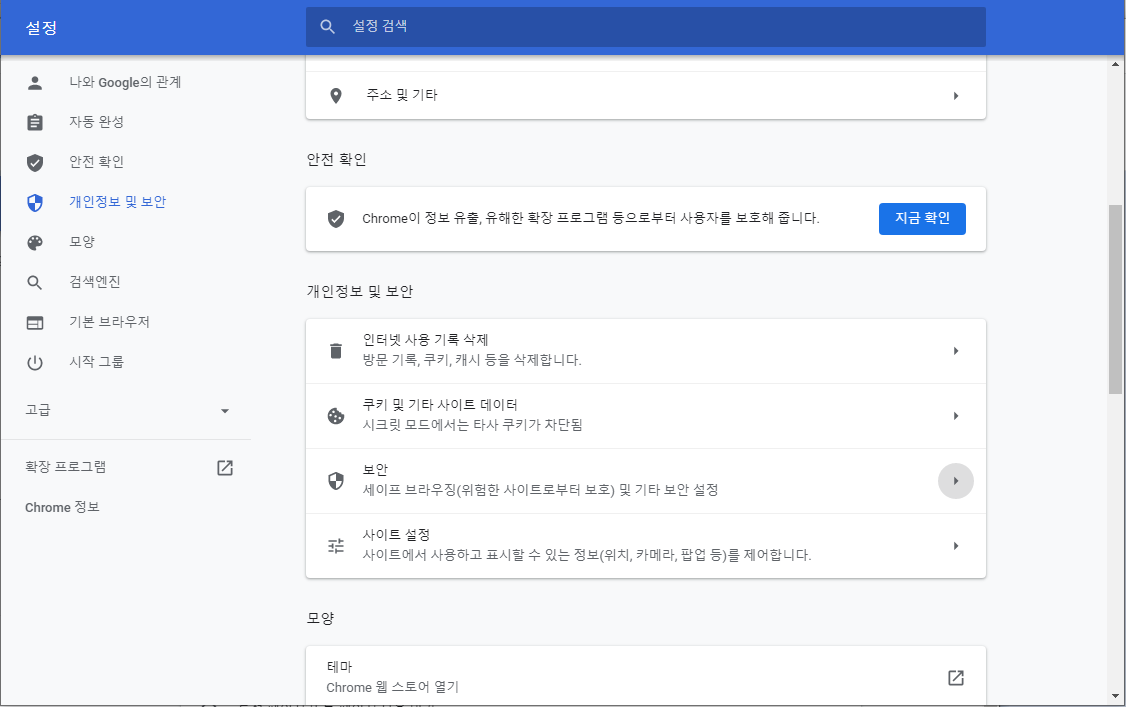 설정
설정 검색
나와 Google의 관계
자동 완성
안전 확인
개인정보 및 보안
모양
검색엔진
기본 브라우저
시작 그룹
고급
확장 프로그램
Chrome 정보
주소 및 기타
안전 확인
Chrome이 정보 유출, 유해한 확장 프로그램 등으로부터 사용자를 보호해 줍니다.
지금 확인
개인정보 및 보안
인터넷 사용 기록 삭제
방문 기록, 쿠키, 캐시 등을 삭제합니다.
쿠키 및 기타 사이트 데이터
시크릿 모드에서는 타사 쿠키가 차단됨
보안
세이프 브라우징(위험한 사이트로부터 보호) 및 기타 보안 설정
사이트 설정
사이트에서 사용하고 표시할 수 있는 정보(위치, 카메라, 팝업 등)를 제어합니다.
모양
테마
Chrome 웹 스토어 열기